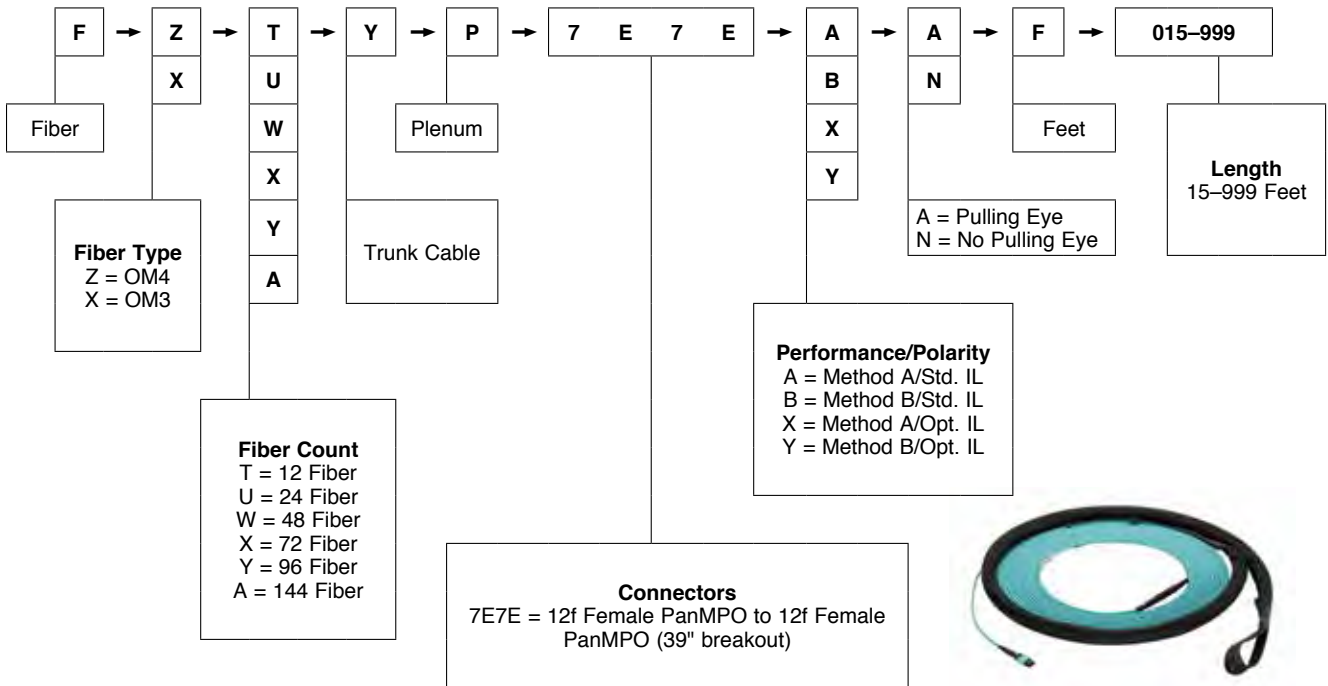 F → Z → T → Y → P → 7 E 7 E → A → A → F → 015–999
X U B N
Fiber W Plenum X Feet
X Y
Length
15–999 Feet
A = Pulling Eye
N = No Pulling Eye
Y
Trunk Cable
A
Fiber Type
Z = OM4
X = OM3
Performance/Polarity
A = Method A/Std. IL
B = Method B/Std. IL
X = Method A/Opt. IL
Y = Method B/Opt. IL
Fiber Count
T = 12 Fiber
U = 24 Fiber
W = 48 Fiber
X = 72 Fiber
Y = 96 Fiber
A = 144 Fiber
Connectors
7E7E = 12f Female PanMPO to 12f Female
PanMPO (39" breakout)